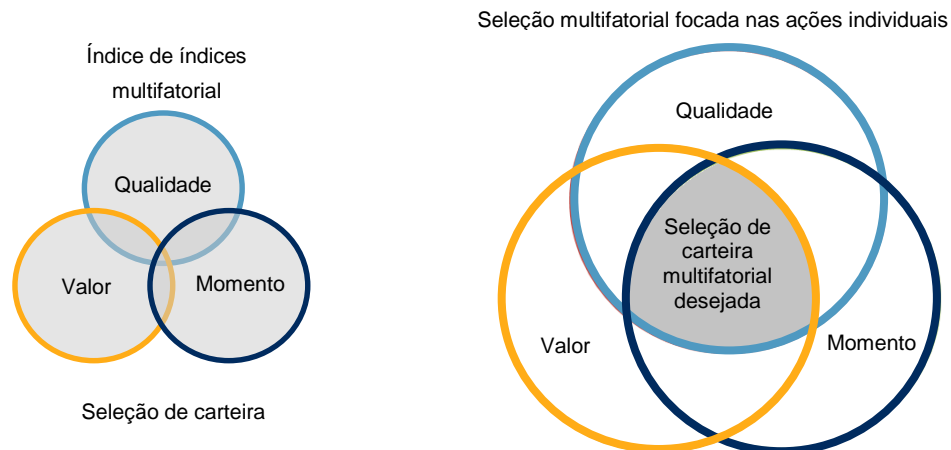 Índice de índices
multifatorial
Qualidade
Valor
Momento
Seleção de carteira
Seleção multifatorial focada nas ações individuais
Qualidade
Seleção de
carteira
multifatorial
desejada
Valor
Momento